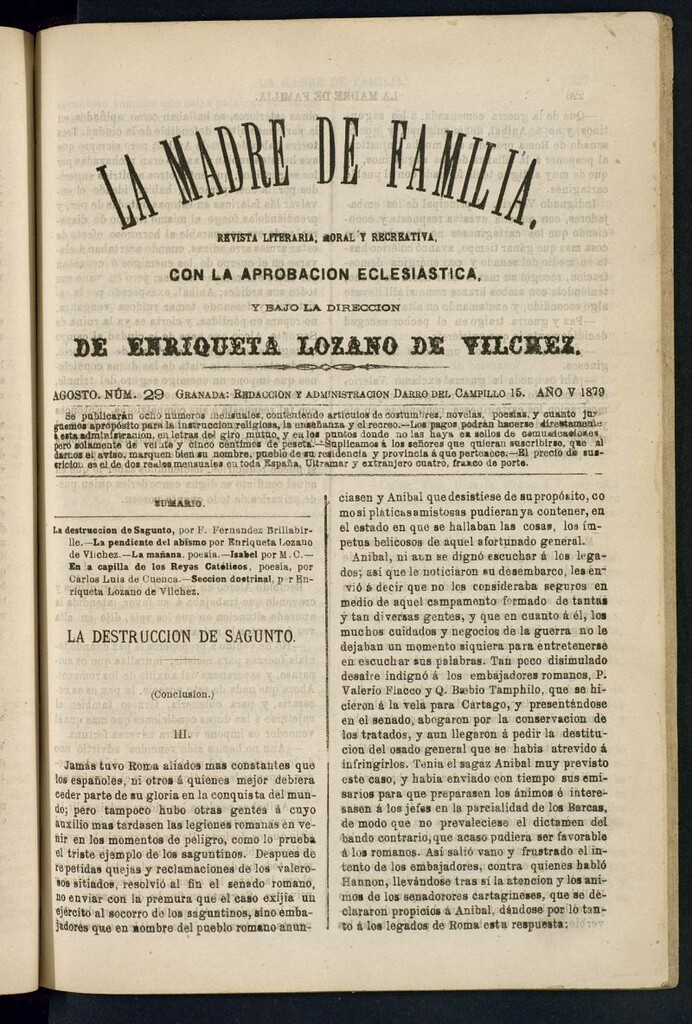 LA MADRE DE FAMILIA.
REVISTA LITERARIA, MORAL Y RECREATIVA,
CON LA APROBACION ECLESIASTICA,
Y BAJO LA DIRECCION
DE ENRIQUETA LOZANO DE VILCHEZ.
AGOSTO. NÚM. 29 GRANADA: REDACCION Y ADMINISTRACION DARRO DEL CAMPILLO 15. AÑO V 1879
Se publicarán ocho números mensuales, conteniendo artículos de costumbres, novelas, poesías, y cuanto juz
guemos apropósito para la instruccion religiosa, la enseñanza y el recreo.—Los pagos podrán hacerse directamente
á esta administracion, en letras del giro mútuo, y en los puntos donde no las haya en sellos de comunicaciones,
pero solamente de veinte y cinco céntimos de peseta.—Suplicamos á los señores que quieran suscribirse, que al
darnos el aviso, marquen bien su nombre, pueblo de su residencia y provincia á que pertenece.—El precio de sus-
cricion es el de dos reales mensuales en toda España, Ultramar y extranjero cuatro, franco de porte.
SUMARIO.
La destruccion de Sagunto, por F. Fernandez Brillabir-
lle.—La pendiente del abismo por Enriqueta Lozano
de Vilchez.—La mañana. poesía.—Isabel por M. C.—
En la capilla de los Reyes Católicos, poesía, por
Cárlos Luis de Cuenca.—Seccion doctrinal, p r En-
riqueta Lozano de Vilchez.
LA DESTRUCCION DE SAGUNTO.
(Conclusion.)
III.
Jamás tuvo Roma aliados mas constantes que
los españoles, ni otros á quienes mejor debiera
ceder parte de su gloria en la conquista del mun-
do; pero tampoco hubo otras gentes á cuyo
auxilio mas tardasen las legiones romanas en ve-
nir en los momentos de peligro, como lo prueba
el triste ejemplo de los saguntinos. Despues de
repetidas quejas y reclamaciones de los valero-
sos sitiados, resolvió al fin el senado romano,
no enviar con la premura que el caso exijia un
ejército al socorro de los saguntinos, sino emba-
jadores que en nombre del pueblo romano anun-
ciasen y Anibal que desistiese de su propósito, co
mo si pláticas amistosas pudieran ya contener, en
el estado en que se hallaban las cosas, los ím-
petus belicosos de aquel afortunado general.
Anibal, ni aun se dignó escuchar á los lega-
dos; así que le noticiaron su desembarco, les en-
vió á decir que no los consideraba seguros en
medio de aquel campamento formado de tantas
y tan diversas gentes, y que en cuanto á él, los
muchos cuidados y negocios de la guerra no le
dejaban un momento siquiera para entretenerse
en escuchar sus palabras. Tan poco disimulado
desaire indignó á los embajadores romanos, P.
Valerio Flacco y Q. Bæbio Tamphilo, que se hi-
cieron á la vela para Cártago, y presentándose
en el senado, abogaron por la conservacion de
los tratados, y aun llegaron á pedir la destitu-
cion del osado general que se habia atrevido á
infringirlos. Tenia el sagáz Anibal muy previsto
este caso, y habia enviado con tiempo sus emi-
sarios para que preparasen los ánimos é intere-
sasen á los jefes en la parcialidad de los Barcas,
de modo que no prevaleciese el dictámen del
bando contrario, que acaso pudiera ser favorable
á los romanos. Así salió vano y frustrado el in-
tento de los embajadores, contra quienes habló
Hannon, llevándose tras sí la atencion y los ani-
mos de los senadorores cartagineses, que se de-
clararon propicios á Anibal, dándose por lo tan-
to á los legados de Roma esta respuesta: